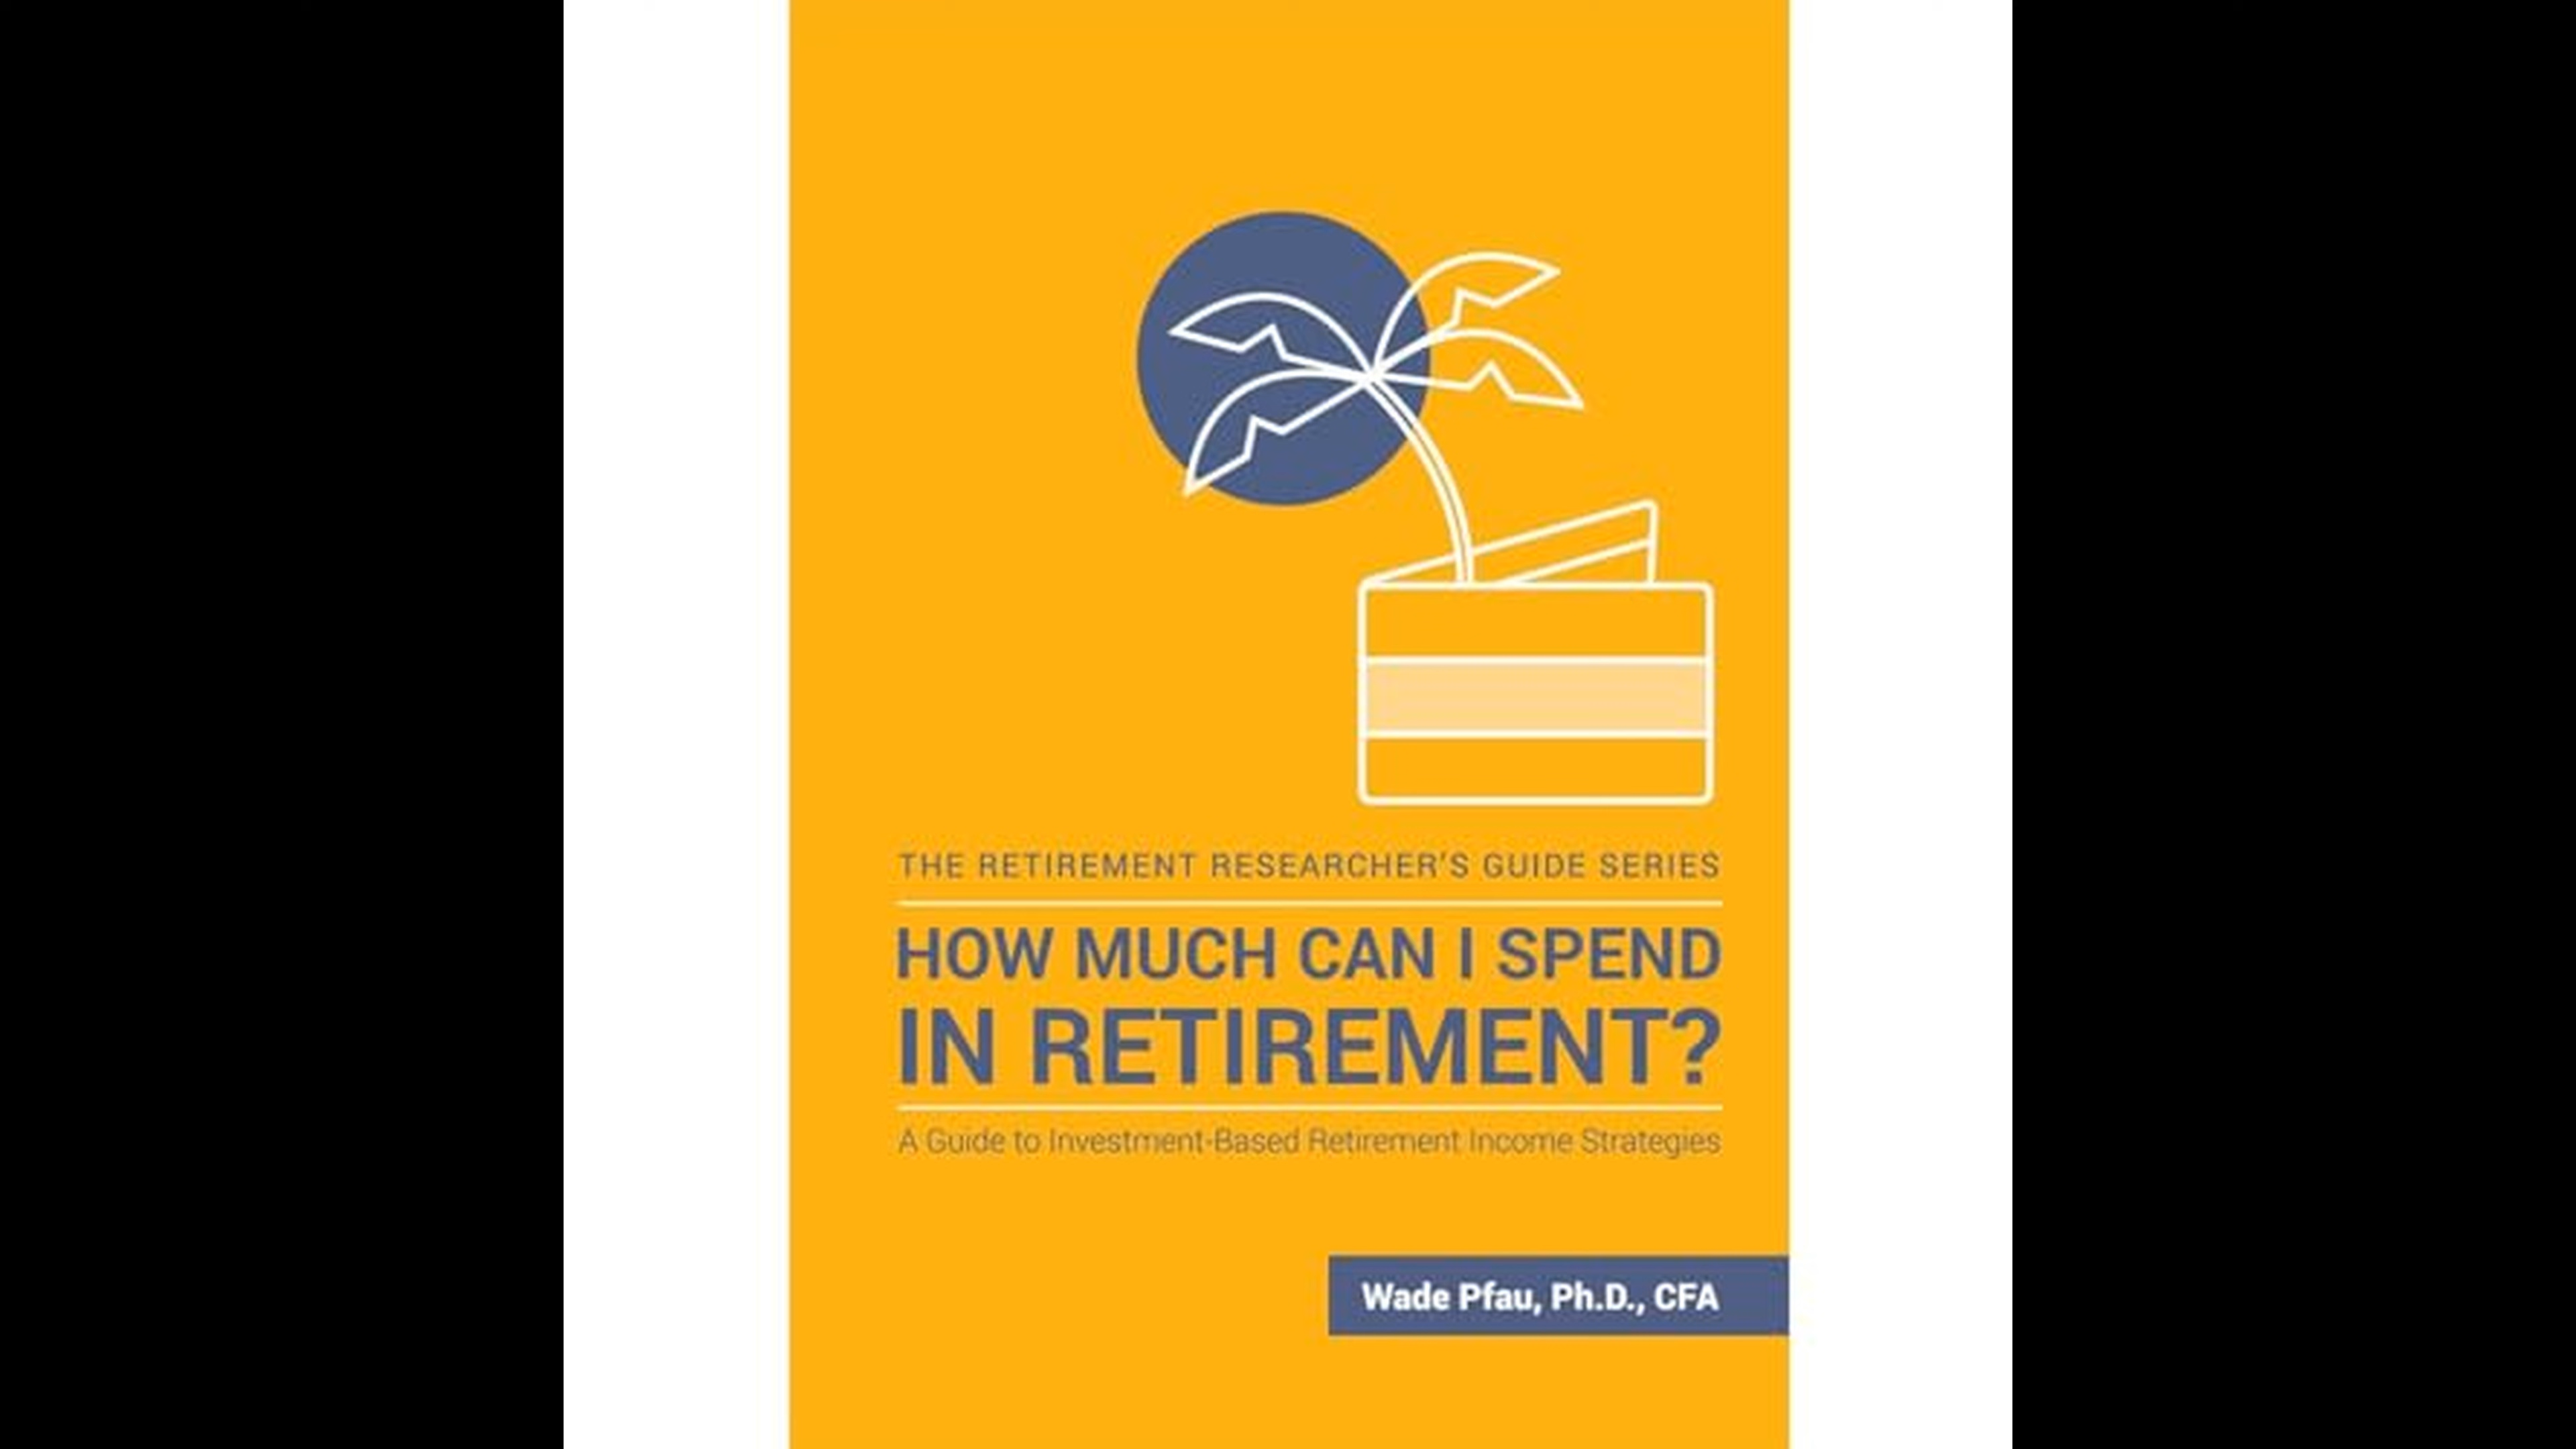 THE RETIREMENT RESEARCHER'S GUIDE SERIES
HOW MUCH CAN I SPEND
IN RETIREMENT?
A Guide to Investment-Based Retirement Income Strategies
Wade Pfau, Ph.D., CFA